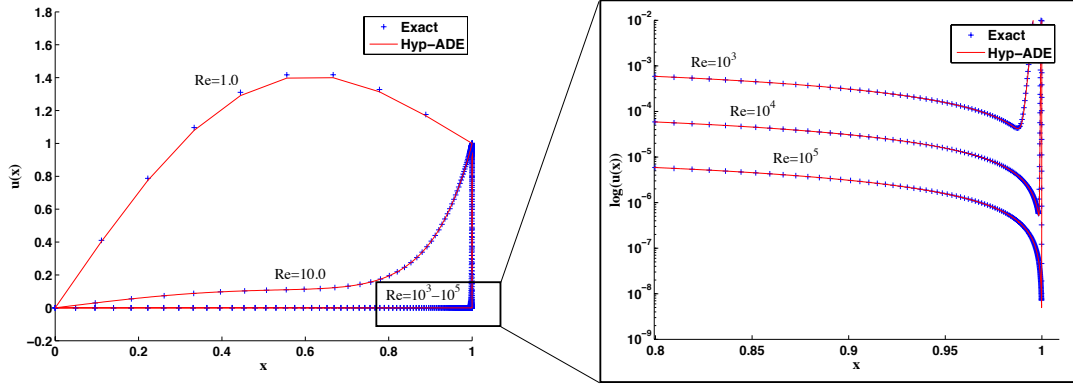 1.8
1.6
1.4
1.2
1
0.8
0.6
0.4
0.2
0
−0.2
0 0.2 0.4 0.6 0.8 1
x
u(x)
Exact
Hyp−ADE
Re=1.0
Re=10.0
Re=10^3−10^5
10^−2
10^−3
10^−4
10^−5
10^−6
10^−7
10^−8
10^−9
0.8 0.85 0.9 0.95 1
x
log(u(x))
Exact
Hyp−ADE
Re=10^3
Re=10^4
Re=10^5